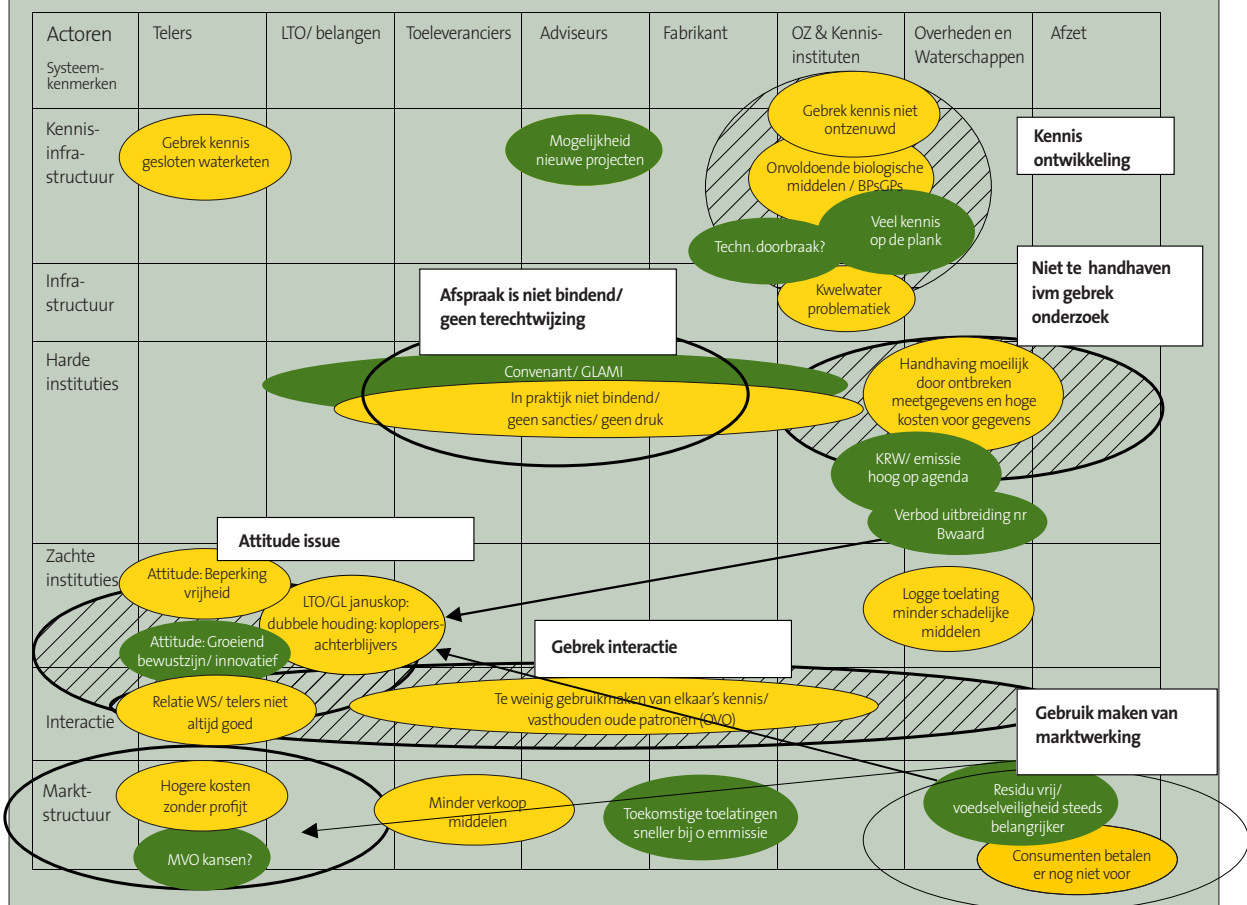 Actoren
Systeem-
kenmerken
Telers
LTO/ belangen
Toeleveranciers
Adviseurs
Fabrikant
OZ & Kennis-
instituten
Overheden en
Waterschappen
Afzet
Kennis-
infra-
structuur
Gebrek kennis
gesloten waterketen
Mogelijkheid
nieuwe projecten
Gebrek kennis niet
ontzenuwd
Onvoldoende biologische
middelen / BPsGPs
Veel kennis
op de plank
Techn. doorbraak?
Kennis
ontwikkeling
Infra-
structuur
Afspraak is niet bindend/
geen terechtwijzing
Kwelwater
problematiek
Niet te handhaven
ivm gebrek
onderzoek
Harde
instituties
Convenant/ GLAMI
In praktijk niet bindend/
geen sancties/ geen druk
Handhaving moeilijk
door ontbreken
meetgegevens en hoge
kosten voor gegevens
KRW/ emissie
hoog op agenda
Verbod uitbreiding nr
Bwaard
Attitude issue
Zachte
instituties
Attitude: Beperking
vrijheid
LTO/GL januskop:
dubbele houding: koplopers-
achterblijvers
Attitude: Groeiend
bewustzijn/ innovatief
Logge toelating
minder schadelijke
middelen
Gebrek interactie
Interactie
Relatie WS/ telers niet
altijd goed
Te weinig gebruikmaken van elkaar's kennis/
vasthouden oude patronen (OVO)
Gebruik maken van
marktwerking
Markt-
structuur
Hogere kosten
zonder profijt
MVO kansen?
Minder verkoop
middelen
Toekomstige toelatingen
sneller bij o emmissie
Residu vrij/
voedselveiligheid steeds
belangrijker
Consumenten betalen
er nog niet voor